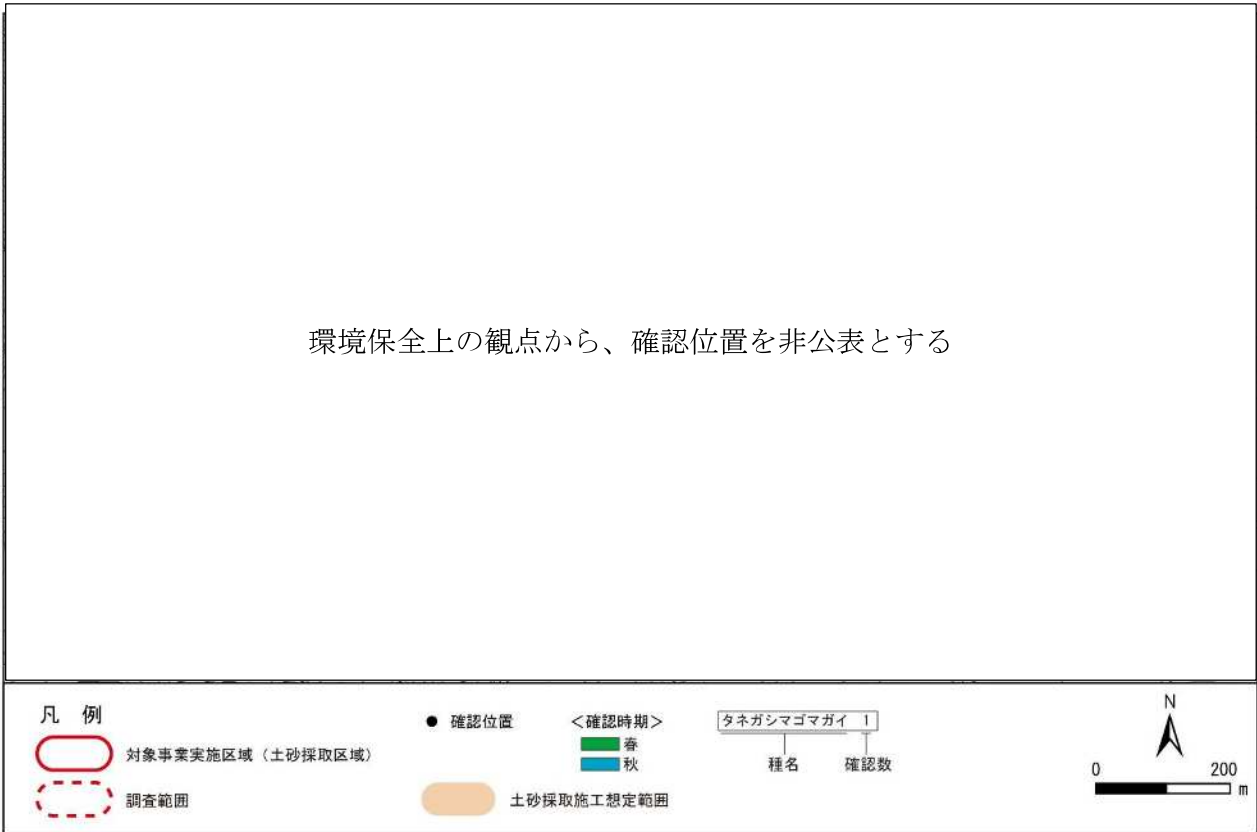 環境保全上の観点から、確認位置を非公表とする
凡 例
対象事業実施区域（土砂採取区域）
調査範囲
● 確認位置
＜確認時期＞
春
秋
土砂採取施工想定範囲
タネガシマゴマガイ 1
種名 確認数
N
0 200
m